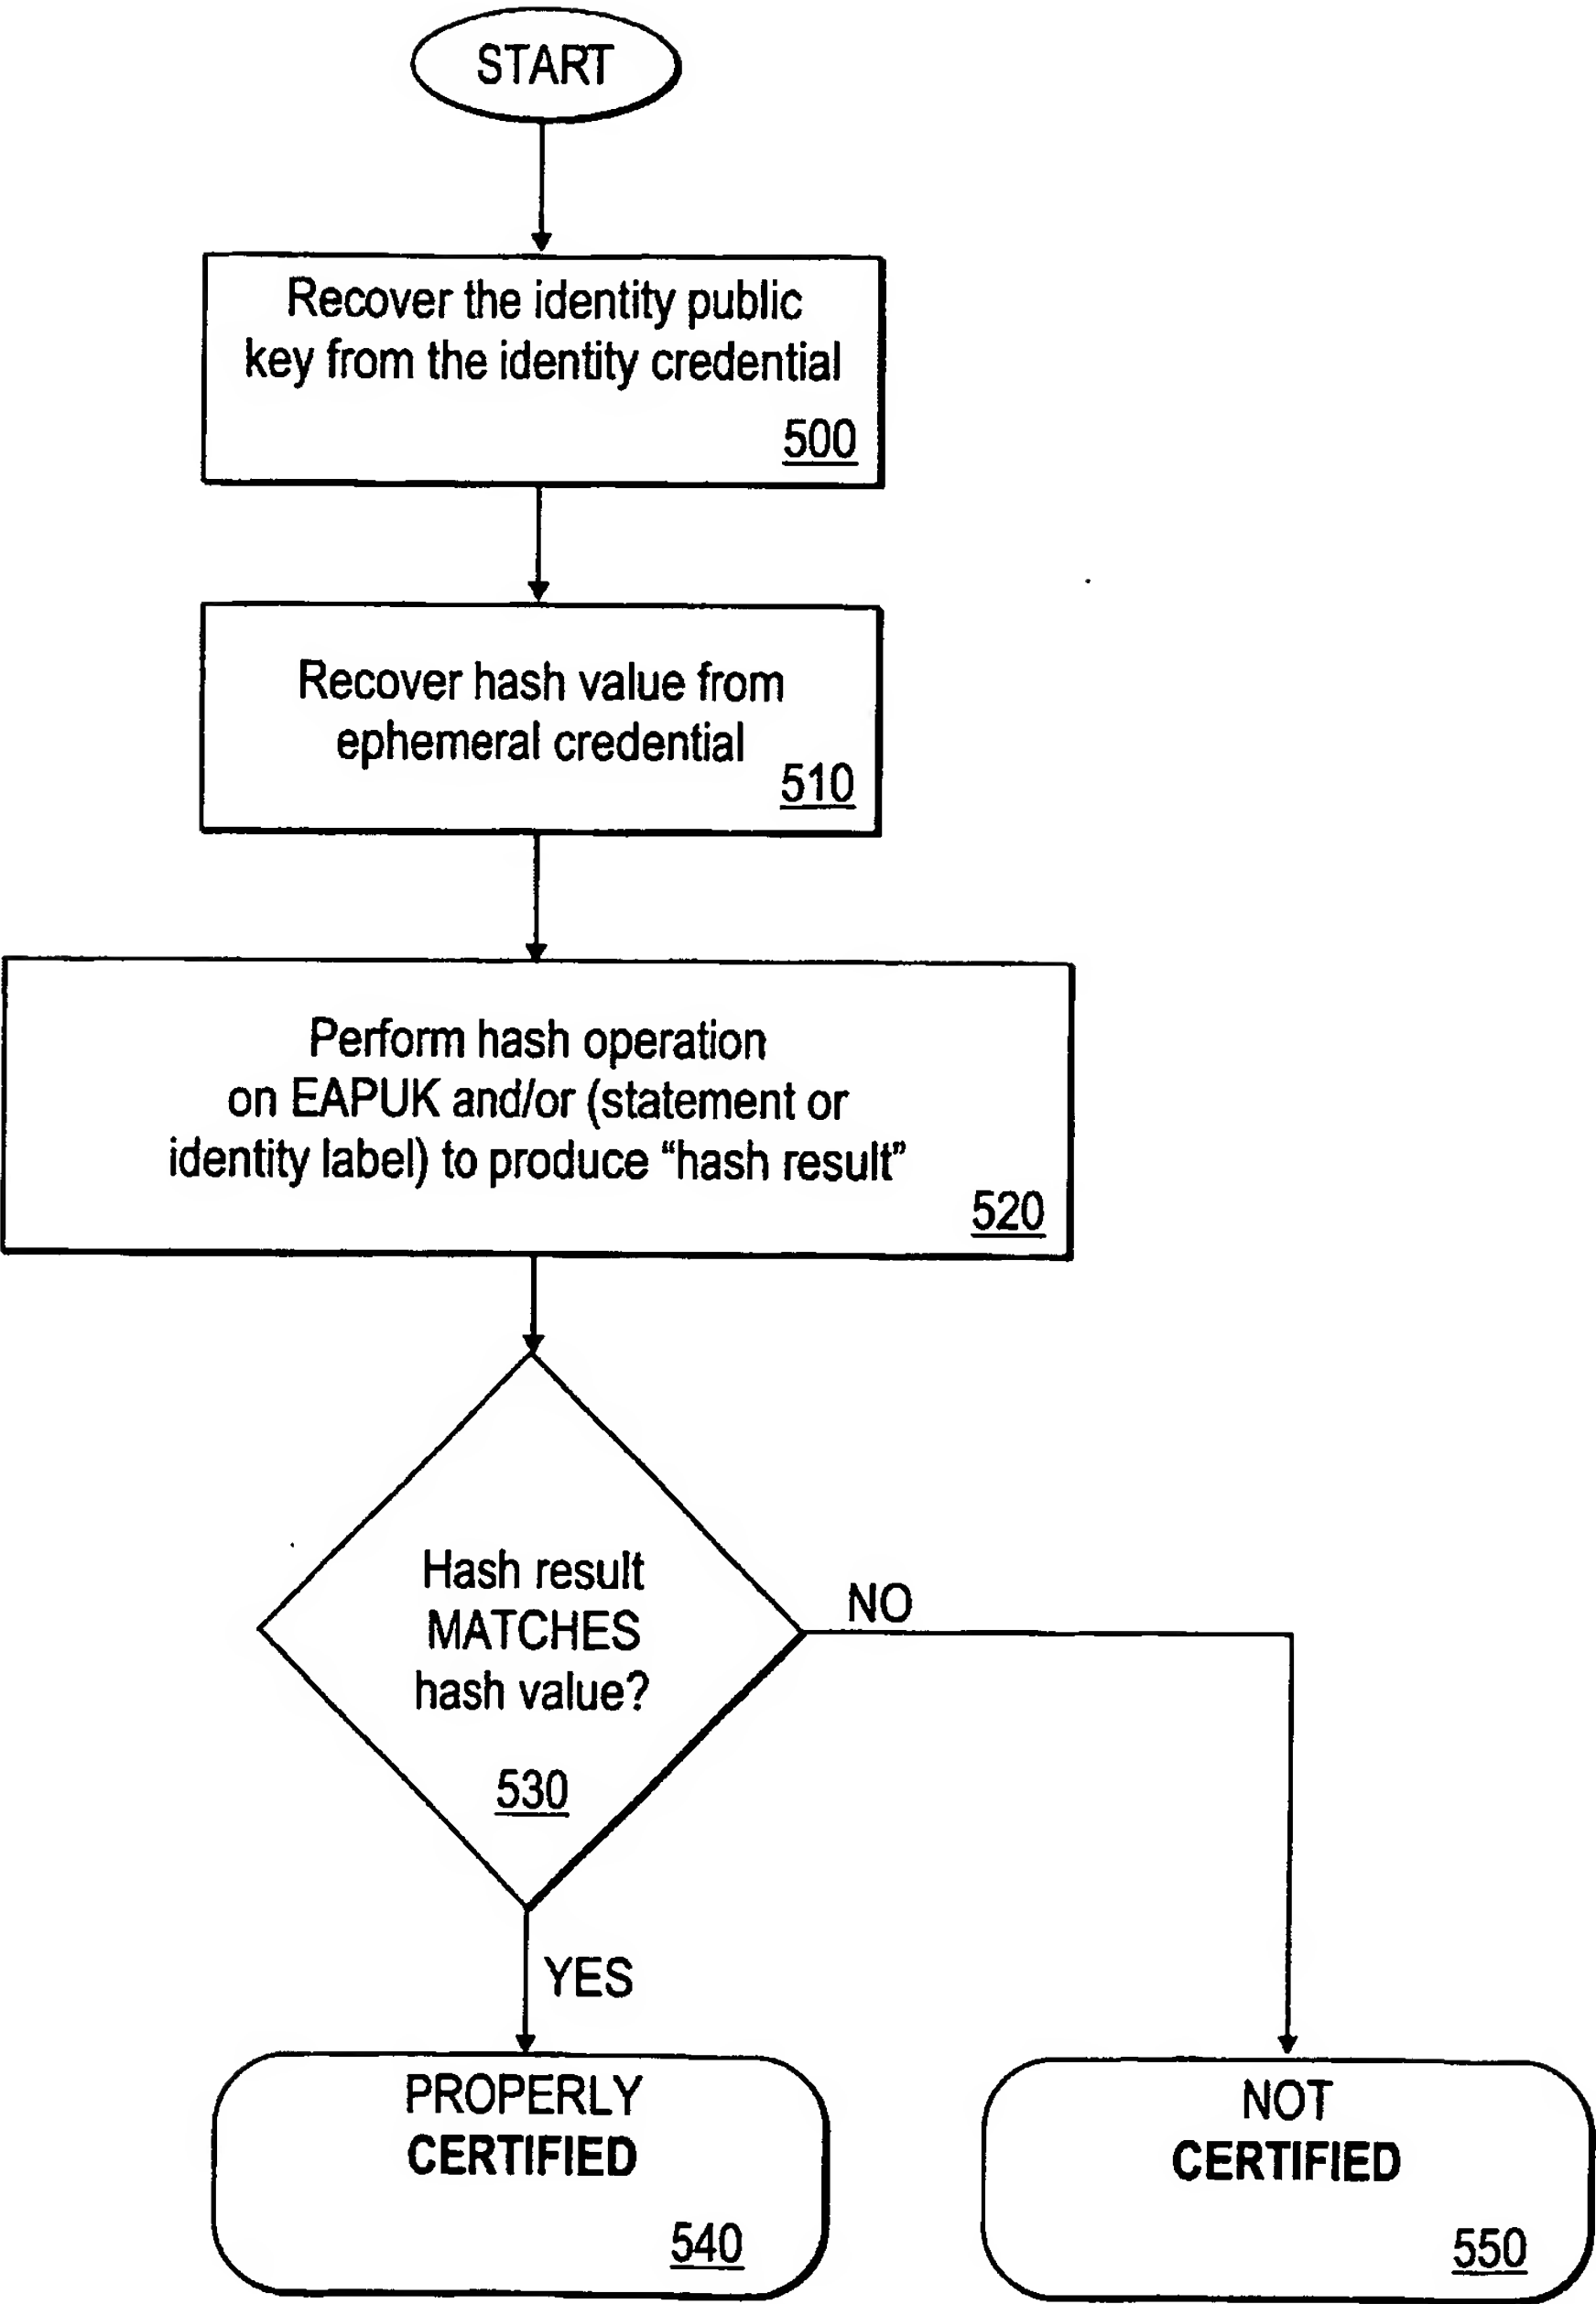 START
Recover the identity public
key from the identity credential
500
Recover hash value from
ephemeral credential
510
Perform hash operation
on EAPUK and/or (statement or
identity label) to produce “hash result”
520
Hash result
MATCHES
hash value?
530
NO
YES
PROPERLY
CERTIFIED
540
NOT
CERTIFIED
550